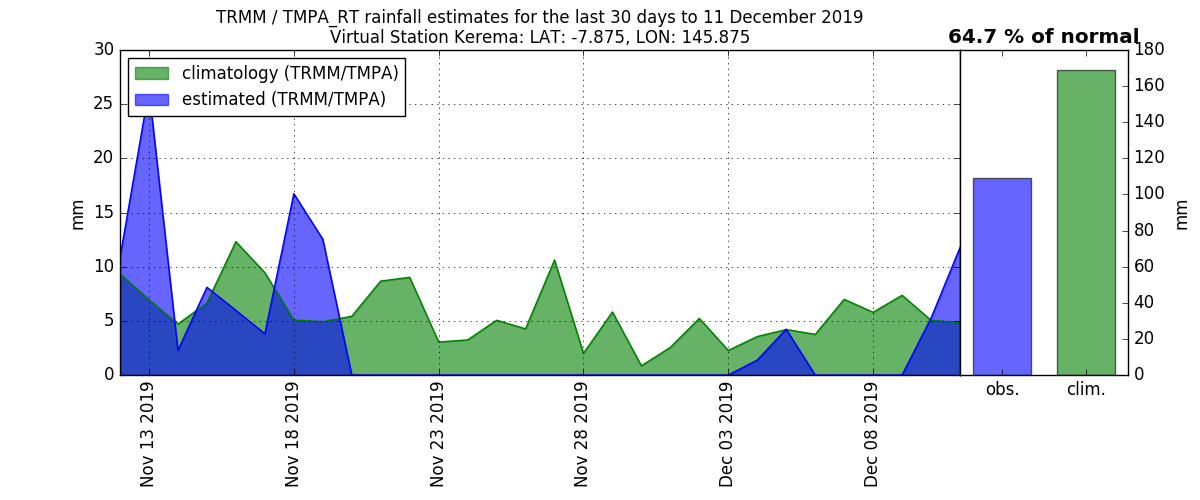 TRMM / TMPA_RT rainfall estimates for the last 30 days to 11 December 2019
Virtual Station Kerema: LAT: -7.875, LON: 145.875
64.7 % of normal
climatology (TRMM/TMPA)
estimated (TRMM/TMPA)
30
25
20
15
10
5
0
mm
Nov 13 2019
Nov 18 2019
Nov 23 2019
Nov 28 2019
Dec 03 2019
Dec 08 2019
obs.
clim.
180
160
140
120
100
80
60
40
20
0
mm